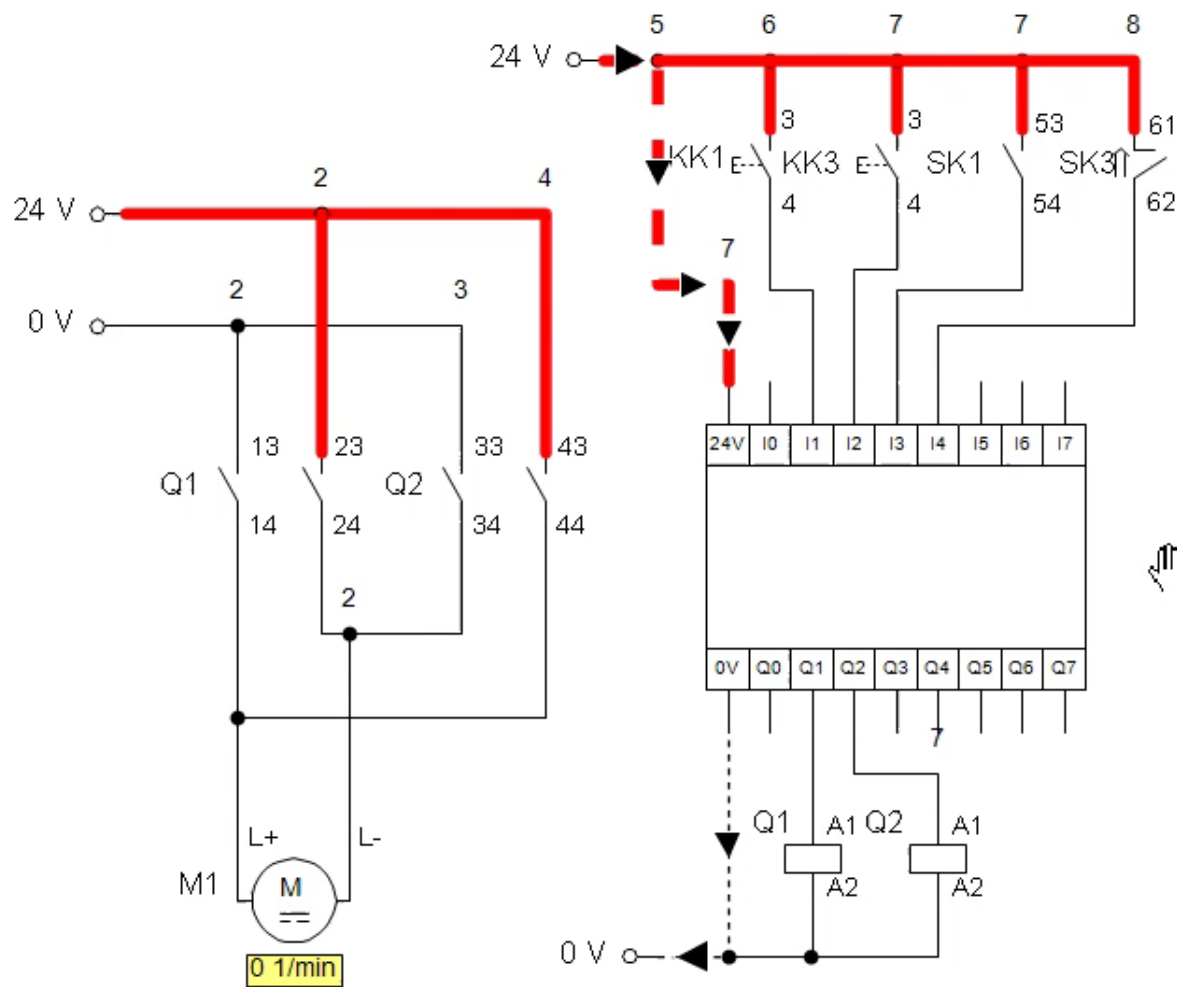 5 6 7 7 8
24 V
3 3 53 61
KK1 KK3 SK1 SK3
4 4 54 62
2 4
24 V
7
2 3
0 V
24V I0 I1 I2 I3 I4 I5 I6 I7
13 23 33 43
Q1 Q2
14 24 34 44
2
0V Q0 Q1 Q2 Q3 Q4 Q5 Q6 Q7
7
Q1 A1 Q2 A1
L+ L-
M1 M
A2 A2
0 V
0 1/min